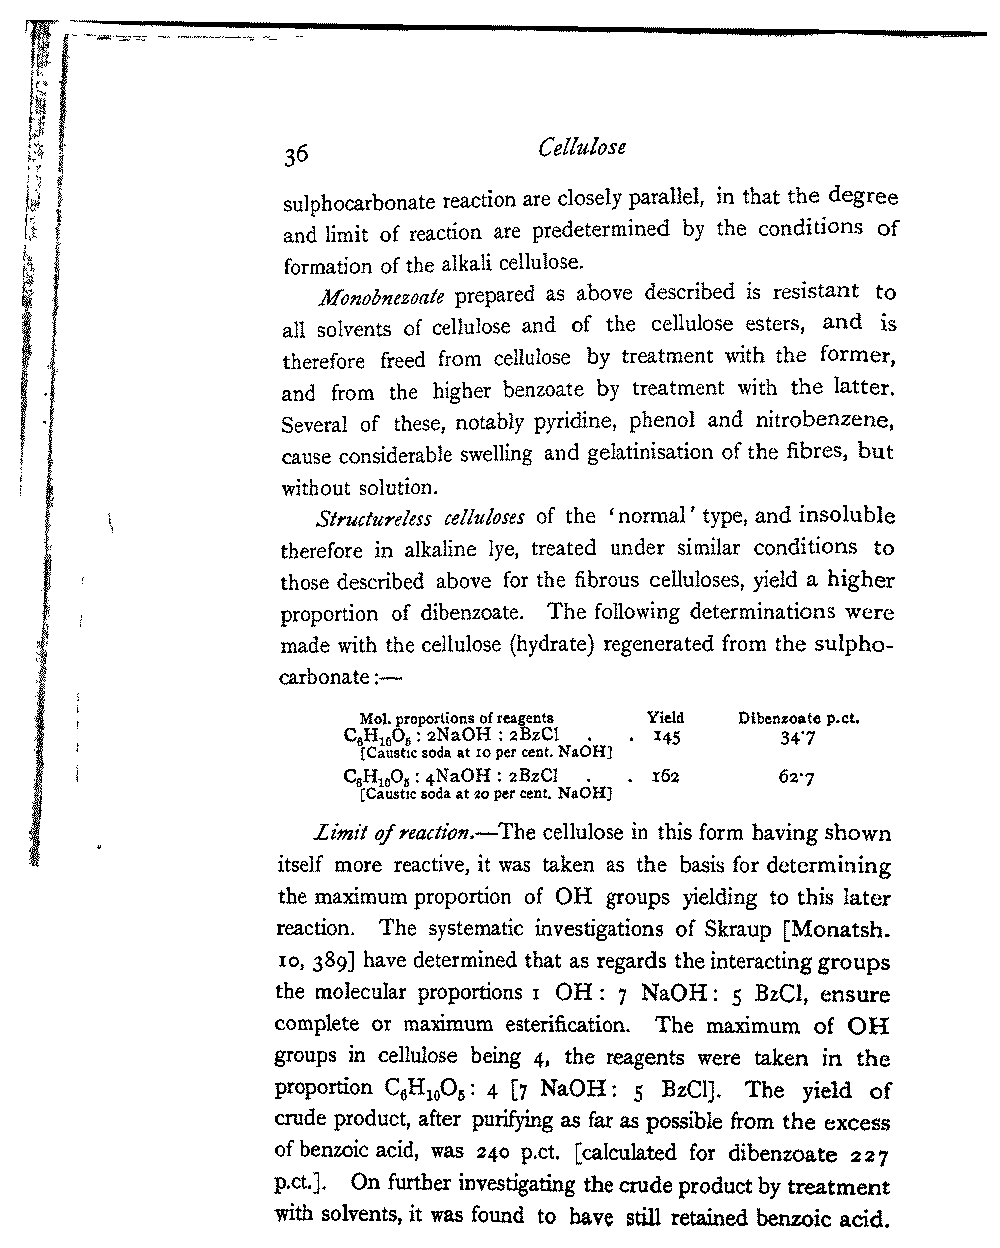 36 Cellulose
sulphocarbonate reaction are closely parallel, in that the degree
and limit of reaction are predetermined by the conditions of
formation of the alkali cellulose.
Monobnezoate prepared as above described is resistant to
all solvents of cellulose and of the cellulose esters, and is
therefore freed from cellulose by treatment with the former,
and from the higher benzoate by treatment with the latter.
Several of these, notably pyridine, phenol and nitrobenzene,
cause considerable swelling and gelatinisation of the fibres, but
without solution.
Structureless celluloses of the ‘normal’ type, and insoluble
therefore in alkaline lye, treated under similar conditions to
those described above for the fibrous celluloses, yield a higher
proportion of dibenzoate. The following determinations were
made with the cellulose (hydrate) regenerated from the sulpho-
carbonate :—
Mol. proportions of reagents Yield Dibenzoate p.ct.
C₆H₁₀O₅ : 2NaOH : 2BzCl . . 145 34·7
[Caustic soda at 10 per cent. NaOH]
C₆H₁₀O₅ : 4NaOH : 2BzCl . . 162 62·7
[Caustic soda at 20 per cent. NaOH]
Limit of reaction.—The cellulose in this form having shown
itself more reactive, it was taken as the basis for determining
the maximum proportion of OH groups yielding to this later
reaction. The systematic investigations of Skraup [Monatsh.
10, 389] have determined that as regards the interacting groups
the molecular proportions 1 OH : 7 NaOH : 5 BzCl, ensure
complete or maximum esterification. The maximum of OH
groups in cellulose being 4, the reagents were taken in the
proportion C₆H₁₀O₅ : 4 [7 NaOH : 5 BzCl]. The yield of
crude product, after purifying as far as possible from the excess
of benzoic acid, was 240 p.ct. [calculated for dibenzoate 227
p.ct.]. On further investigating the crude product by treatment
with solvents, it was found to have still retained benzoic acid.